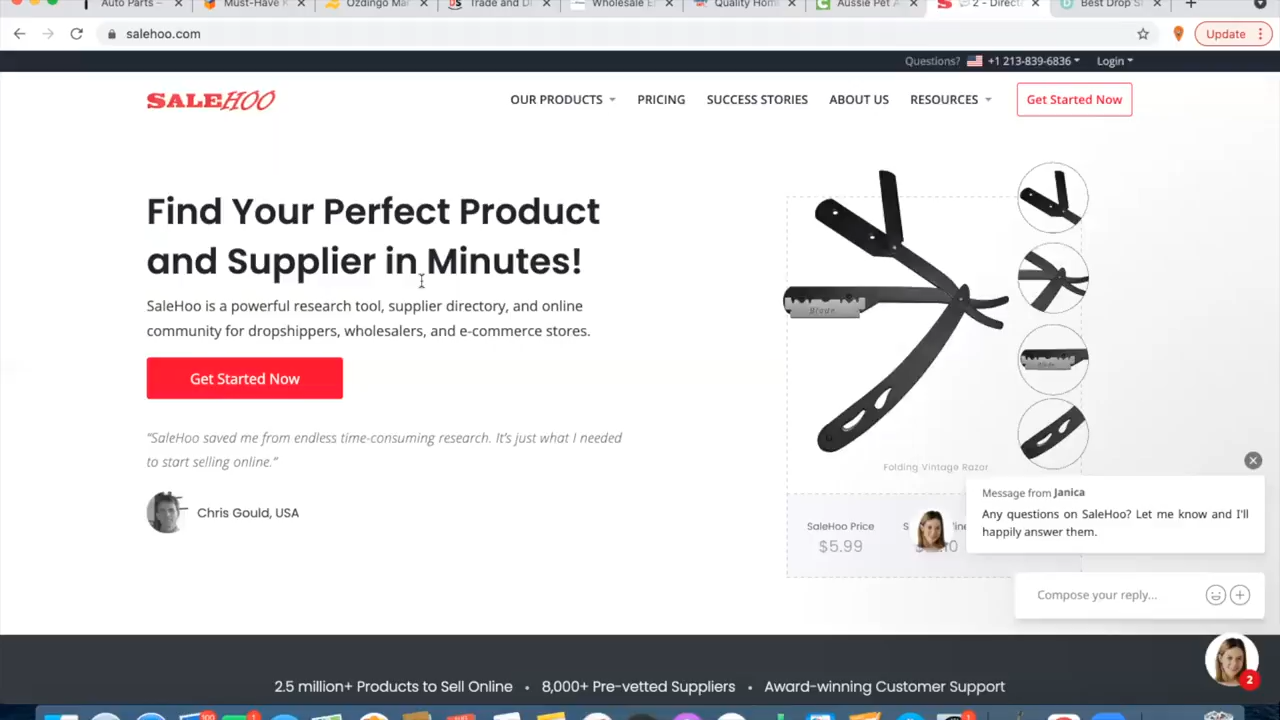 Auto Parts –
Must-Have K
Ozdingo Mar
Trade and D
Wholesale E
Quality Hom
Aussie Pet A
2 - Direct
Best Drop S
salehoo.com
Update
Questions? +1 213-839-6836 Login
SALEHOO
OUR PRODUCTS PRICING SUCCESS STORIES ABOUT US RESOURCES Get Started Now
Find Your Perfect Product
and Supplier in Minutes!
SaleHoo is a powerful research tool, supplier directory, and online
community for dropshippers, wholesalers, and e-commerce stores.
Get Started Now
“SaleHoo saved me from endless time-consuming research. It's just what I needed
to start selling online.”
Chris Gould, USA
Blade
Folding Vintage Razor
SaleHoo Price
$5.99
Message from Janica
Any questions on SaleHoo? Let me know and I'll
happily answer them.
Compose your reply...
2
2.5 million+ Products to Sell Online • 8,000+ Pre-vetted Suppliers • Award-winning Customer Support